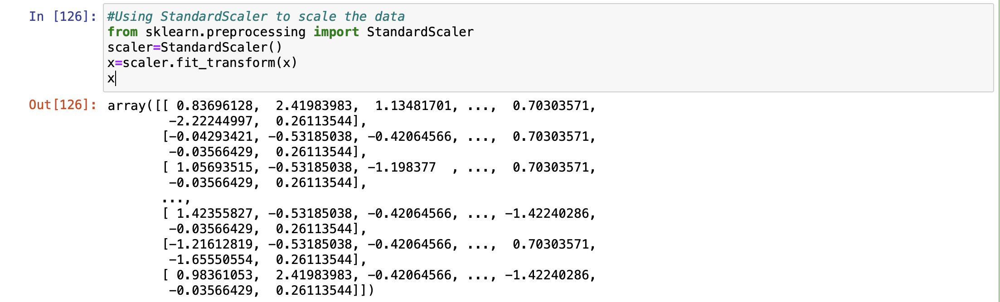 In [126]: #Using StandardScaler to scale the data
from sklearn.preprocessing import StandardScaler
scaler=StandardScaler()
x=scaler.fit_transform(x)
x
Out[126]: array([[ 0.83696128,  2.41983983,  1.13481701, ...,  0.70303571,
        -2.22244997,  0.26113544],
       [-0.04293421, -0.53185038, -0.42064566, ...,  0.70303571,
        -0.03566429,  0.26113544],
       [ 1.05693515, -0.53185038, -1.198377  , ...,  0.70303571,
        -0.03566429,  0.26113544],
       ...,
       [ 1.42355827, -0.53185038, -0.42064566, ..., -1.42240286,
        -0.03566429,  0.26113544],
       [-1.21612819, -0.53185038, -0.42064566, ...,  0.70303571,
        -1.65550554,  0.26113544],
       [ 0.98361053,  2.41983983, -0.42064566, ..., -1.42240286,
        -0.03566429,  0.26113544]])